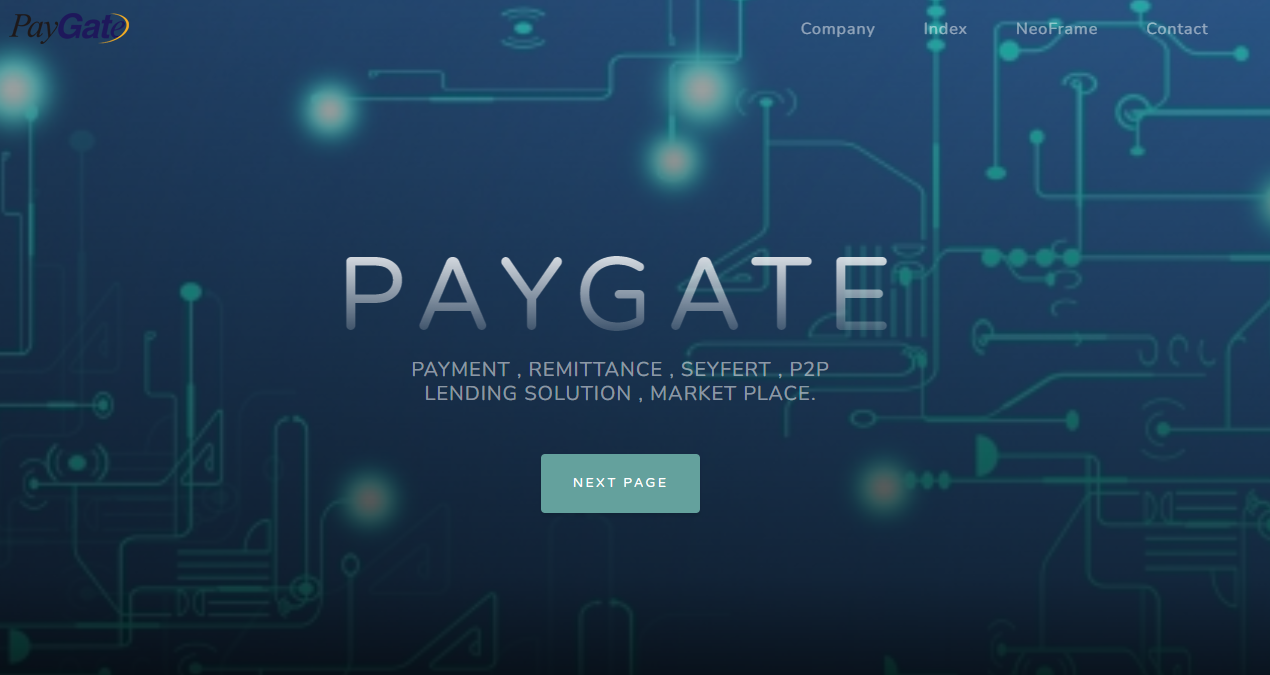 PayGate
Company Index NeoFrame Contact
PAYGATE
PAYMENT , REMITTANCE , SEYFERT , P2P
LENDING SOLUTION , MARKET PLACE.
NEXT PAGE